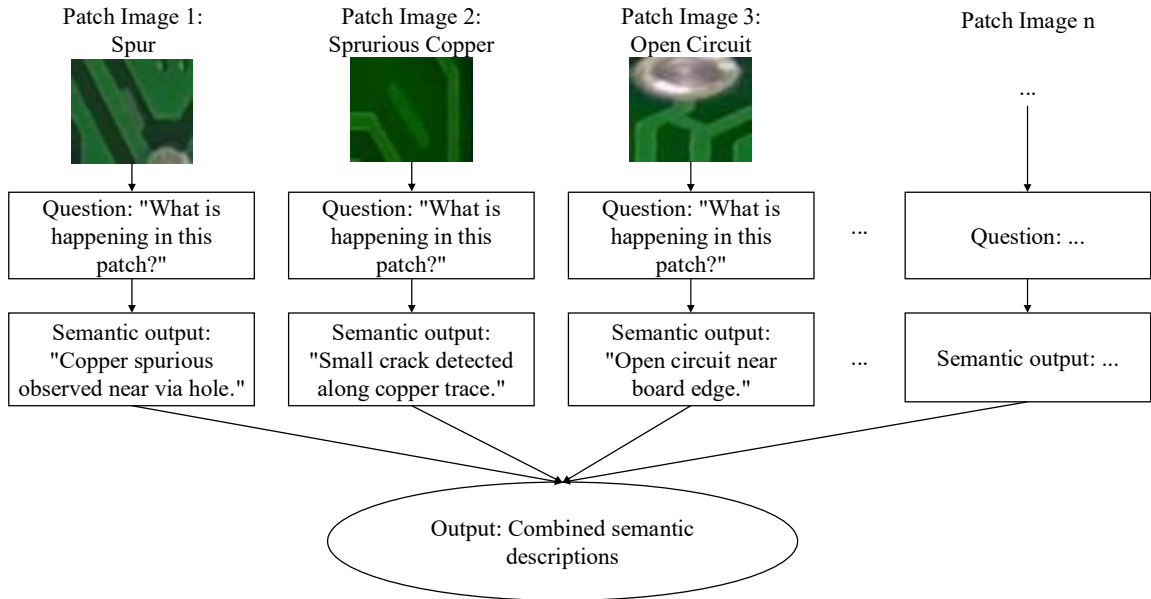 Patch Image 1:
Spur
Patch Image 2:
Sprurious Copper
Patch Image 3:
Open Circuit
Patch Image n
...
Question: "What is
happening in this
patch?"
Question: "What is
happening in this
patch?"
Question: "What is
happening in this
patch?"
...
Question: ...
Semantic output:
"Copper spurious
observed near via hole."
Semantic output:
"Small crack detected
along copper trace."
Semantic output:
"Open circuit near
board edge."
...
Semantic output: ...
Output: Combined semantic
descriptions